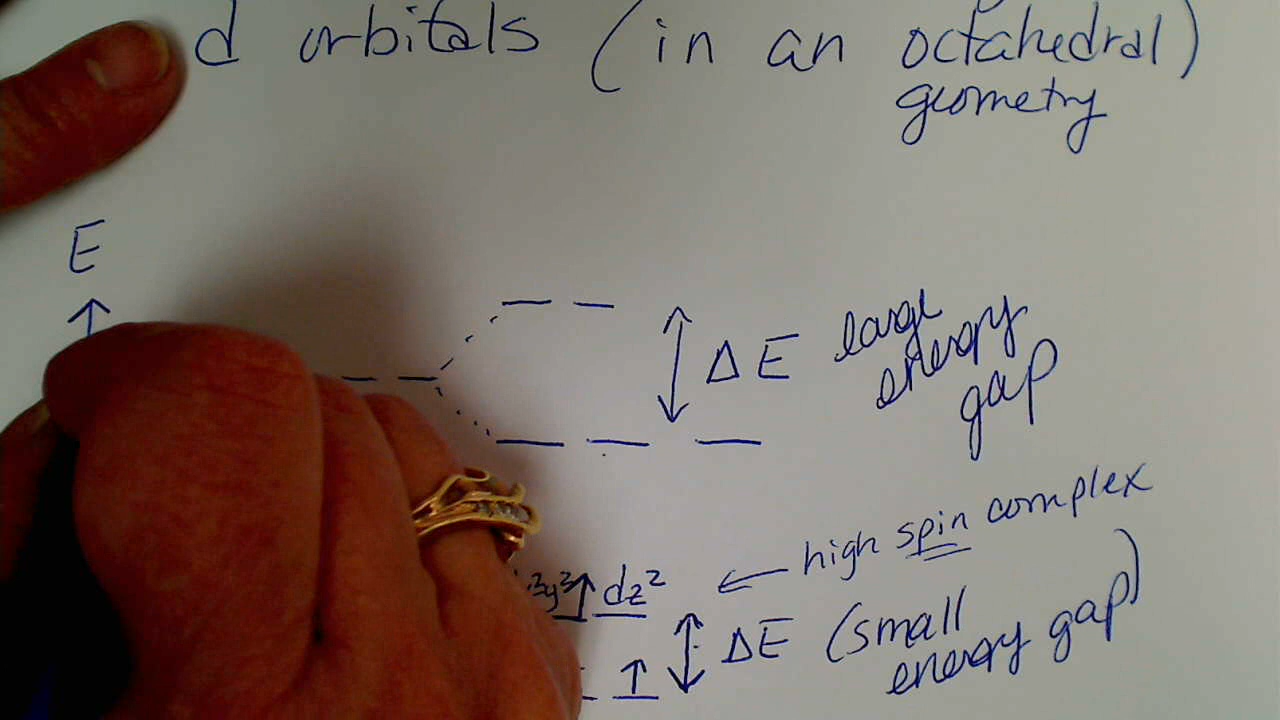 d orbitals (in an octahedral)
geometry
E
ΔE large
energy
gap
high spin complex
dz²
ΔE (small
energy gap)